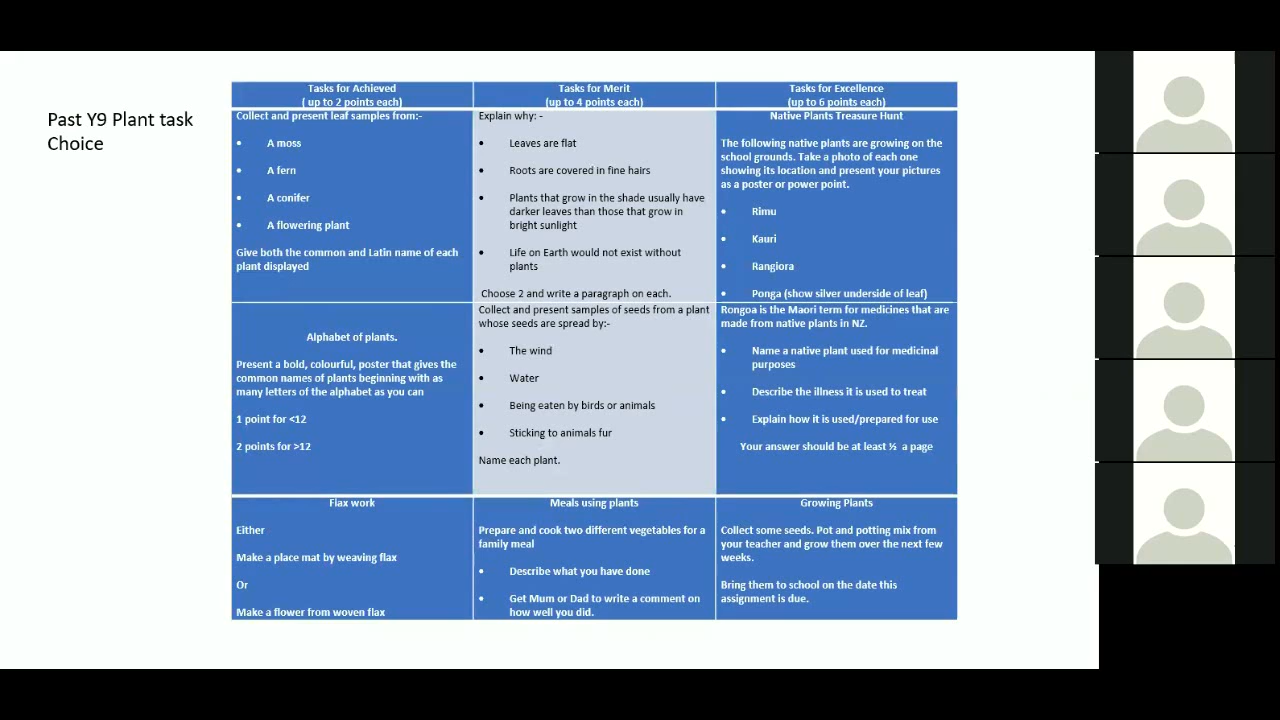 Past Y9 Plant task
Choice
Tasks for Achieved
( up to 2 points each)
Tasks for Merit
(up to 4 points each)
Tasks for Excellence
(up to 6 points each)
Collect and present leaf samples from:-
• A moss
• A fern
• A conifer
• A flowering plant
Give both the common and Latin name of each
plant displayed
Explain why: -
• Leaves are flat
• Roots are covered in fine hairs
• Plants that grow in the shade usually have
darker leaves than those that grow in
bright sunlight
• Life on Earth would not exist without
plants
Choose 2 and write a paragraph on each.
Native Plants Treasure Hunt
The following native plants are growing on the
school grounds. Take a photo of each one
showing its location and present your pictures
as a poster or power point.
• Rimu
• Kauri
• Rangiora
• Ponga (show silver underside of leaf)
Alphabet of plants.
Present a bold, colourful, poster that gives the
common names of plants beginning with as
many letters of the alphabet as you can
1 point for <12
2 points for >12
Collect and present samples of seeds from a plant
whose seeds are spread by:-
• The wind
• Water
• Being eaten by birds or animals
• Sticking to animals fur
Name each plant.
Rongoa is the Maori term for medicines that are
made from native plants in NZ.
• Name a native plant used for medicinal
purposes
• Describe the illness it is used to treat
• Explain how it is used/prepared for use
Your answer should be at least ½ a page
Flax work
Either
Make a place mat by weaving flax
Or
Make a flower from woven flax
Meals using plants
Prepare and cook two different vegetables for a
family meal
• Describe what you have done
• Get Mum or Dad to write a comment on
how well you did.
Growing Plants
Collect some seeds. Pot and potting mix from
your teacher and grow them over the next few
weeks.
Bring them to school on the date this
assignment is due.